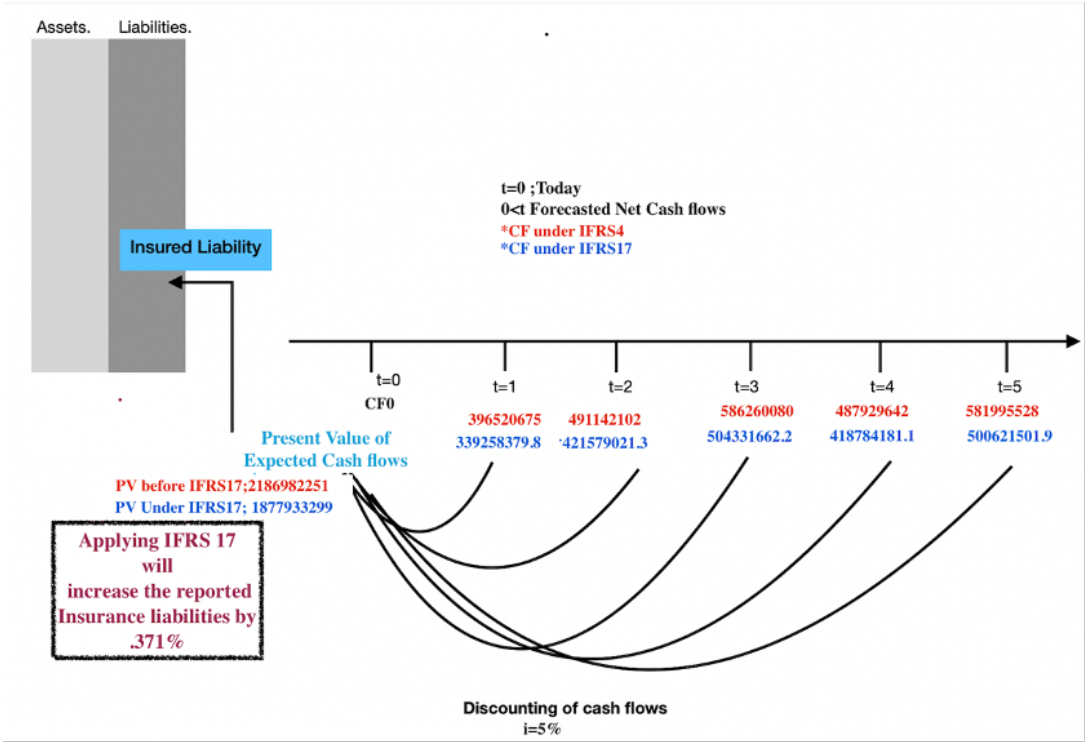 Assets. Liabilities.
t=0 ;Today
0<t Forecasted Net Cash flows
*CF under IFRS4
*CF under IFRS17
Insured Liability
t=0 t=1 t=2 t=3 t=4 t=5
CF0
396520675 491142102 586260080 487929642 581995528
339258379.8 421579021.3 504331662.2 418784181.1 500621501.9
Present Value of
Expected Cash flows
PV before IFRS17;2186982251
PV Under IFRS17; 1877933299
Applying IFRS 17
will
increase the reported
Insurance liabilities by
.371%
Discounting of cash flows
i=5%